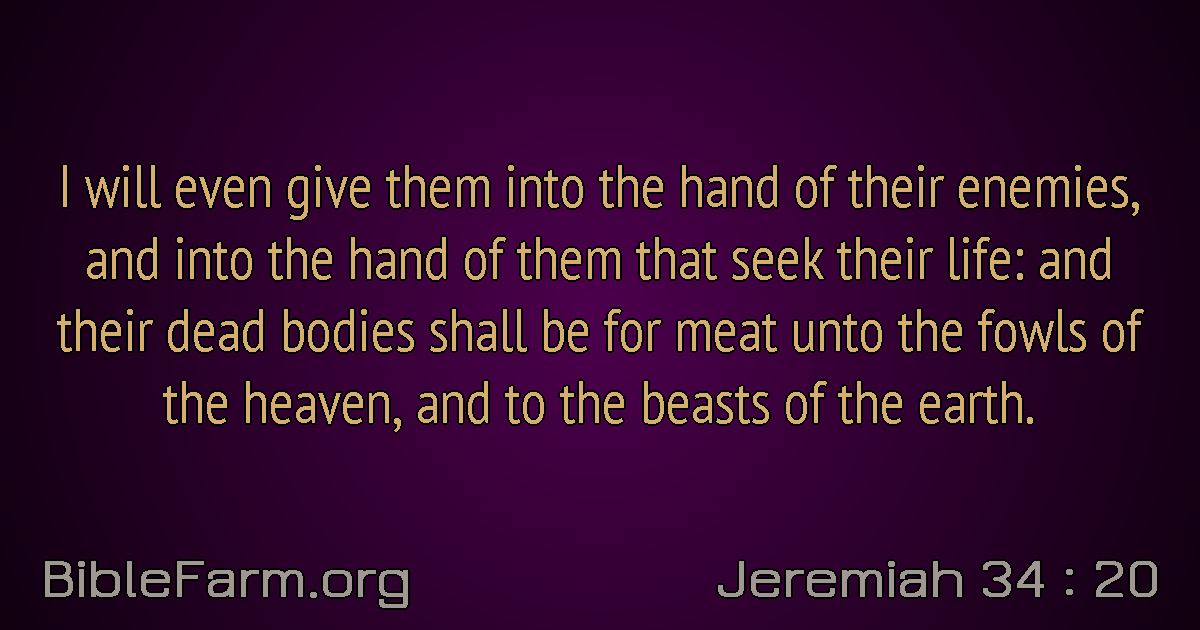 I will even give them into the hand of their enemies,
and into the hand of them that seek their life: and
their dead bodies shall be for meat unto the fowls of
the heaven, and to the beasts of the earth.
BibleFarm.org
Jeremiah 34 : 20